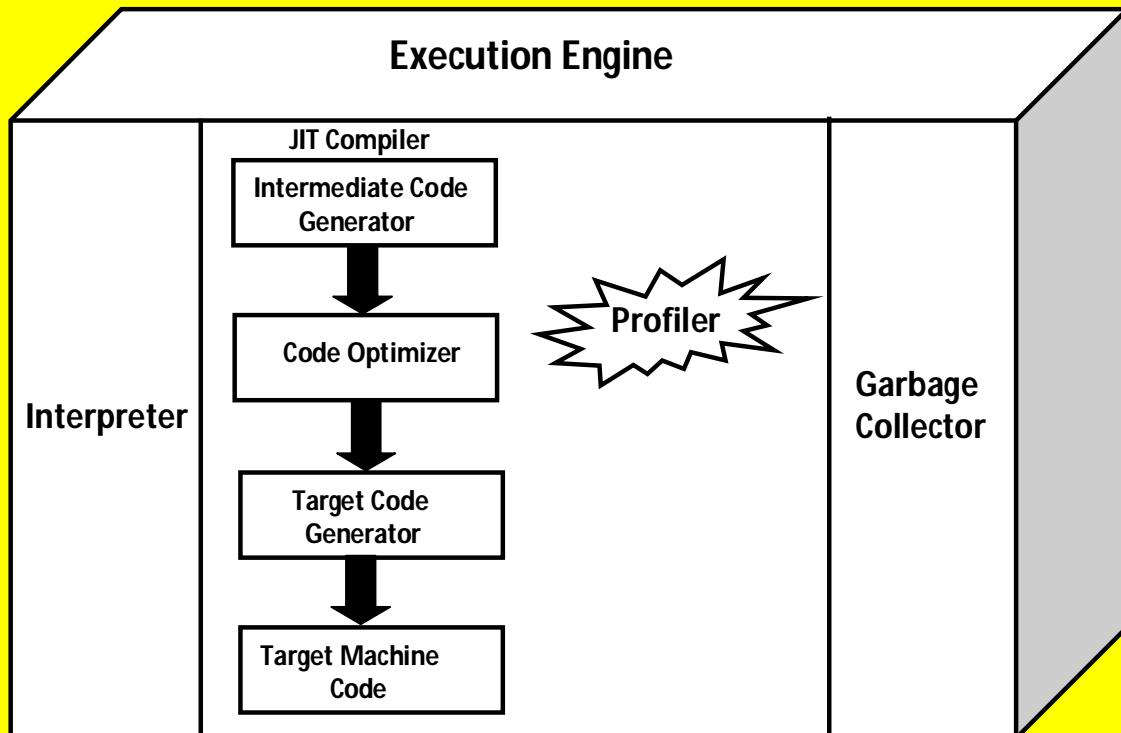 Execution Engine
JIT Compiler
Intermediate Code
Generator
Code Optimizer
Target Code
Generator
Target Machine
Code
Profiler
Interpreter
Garbage
Collector